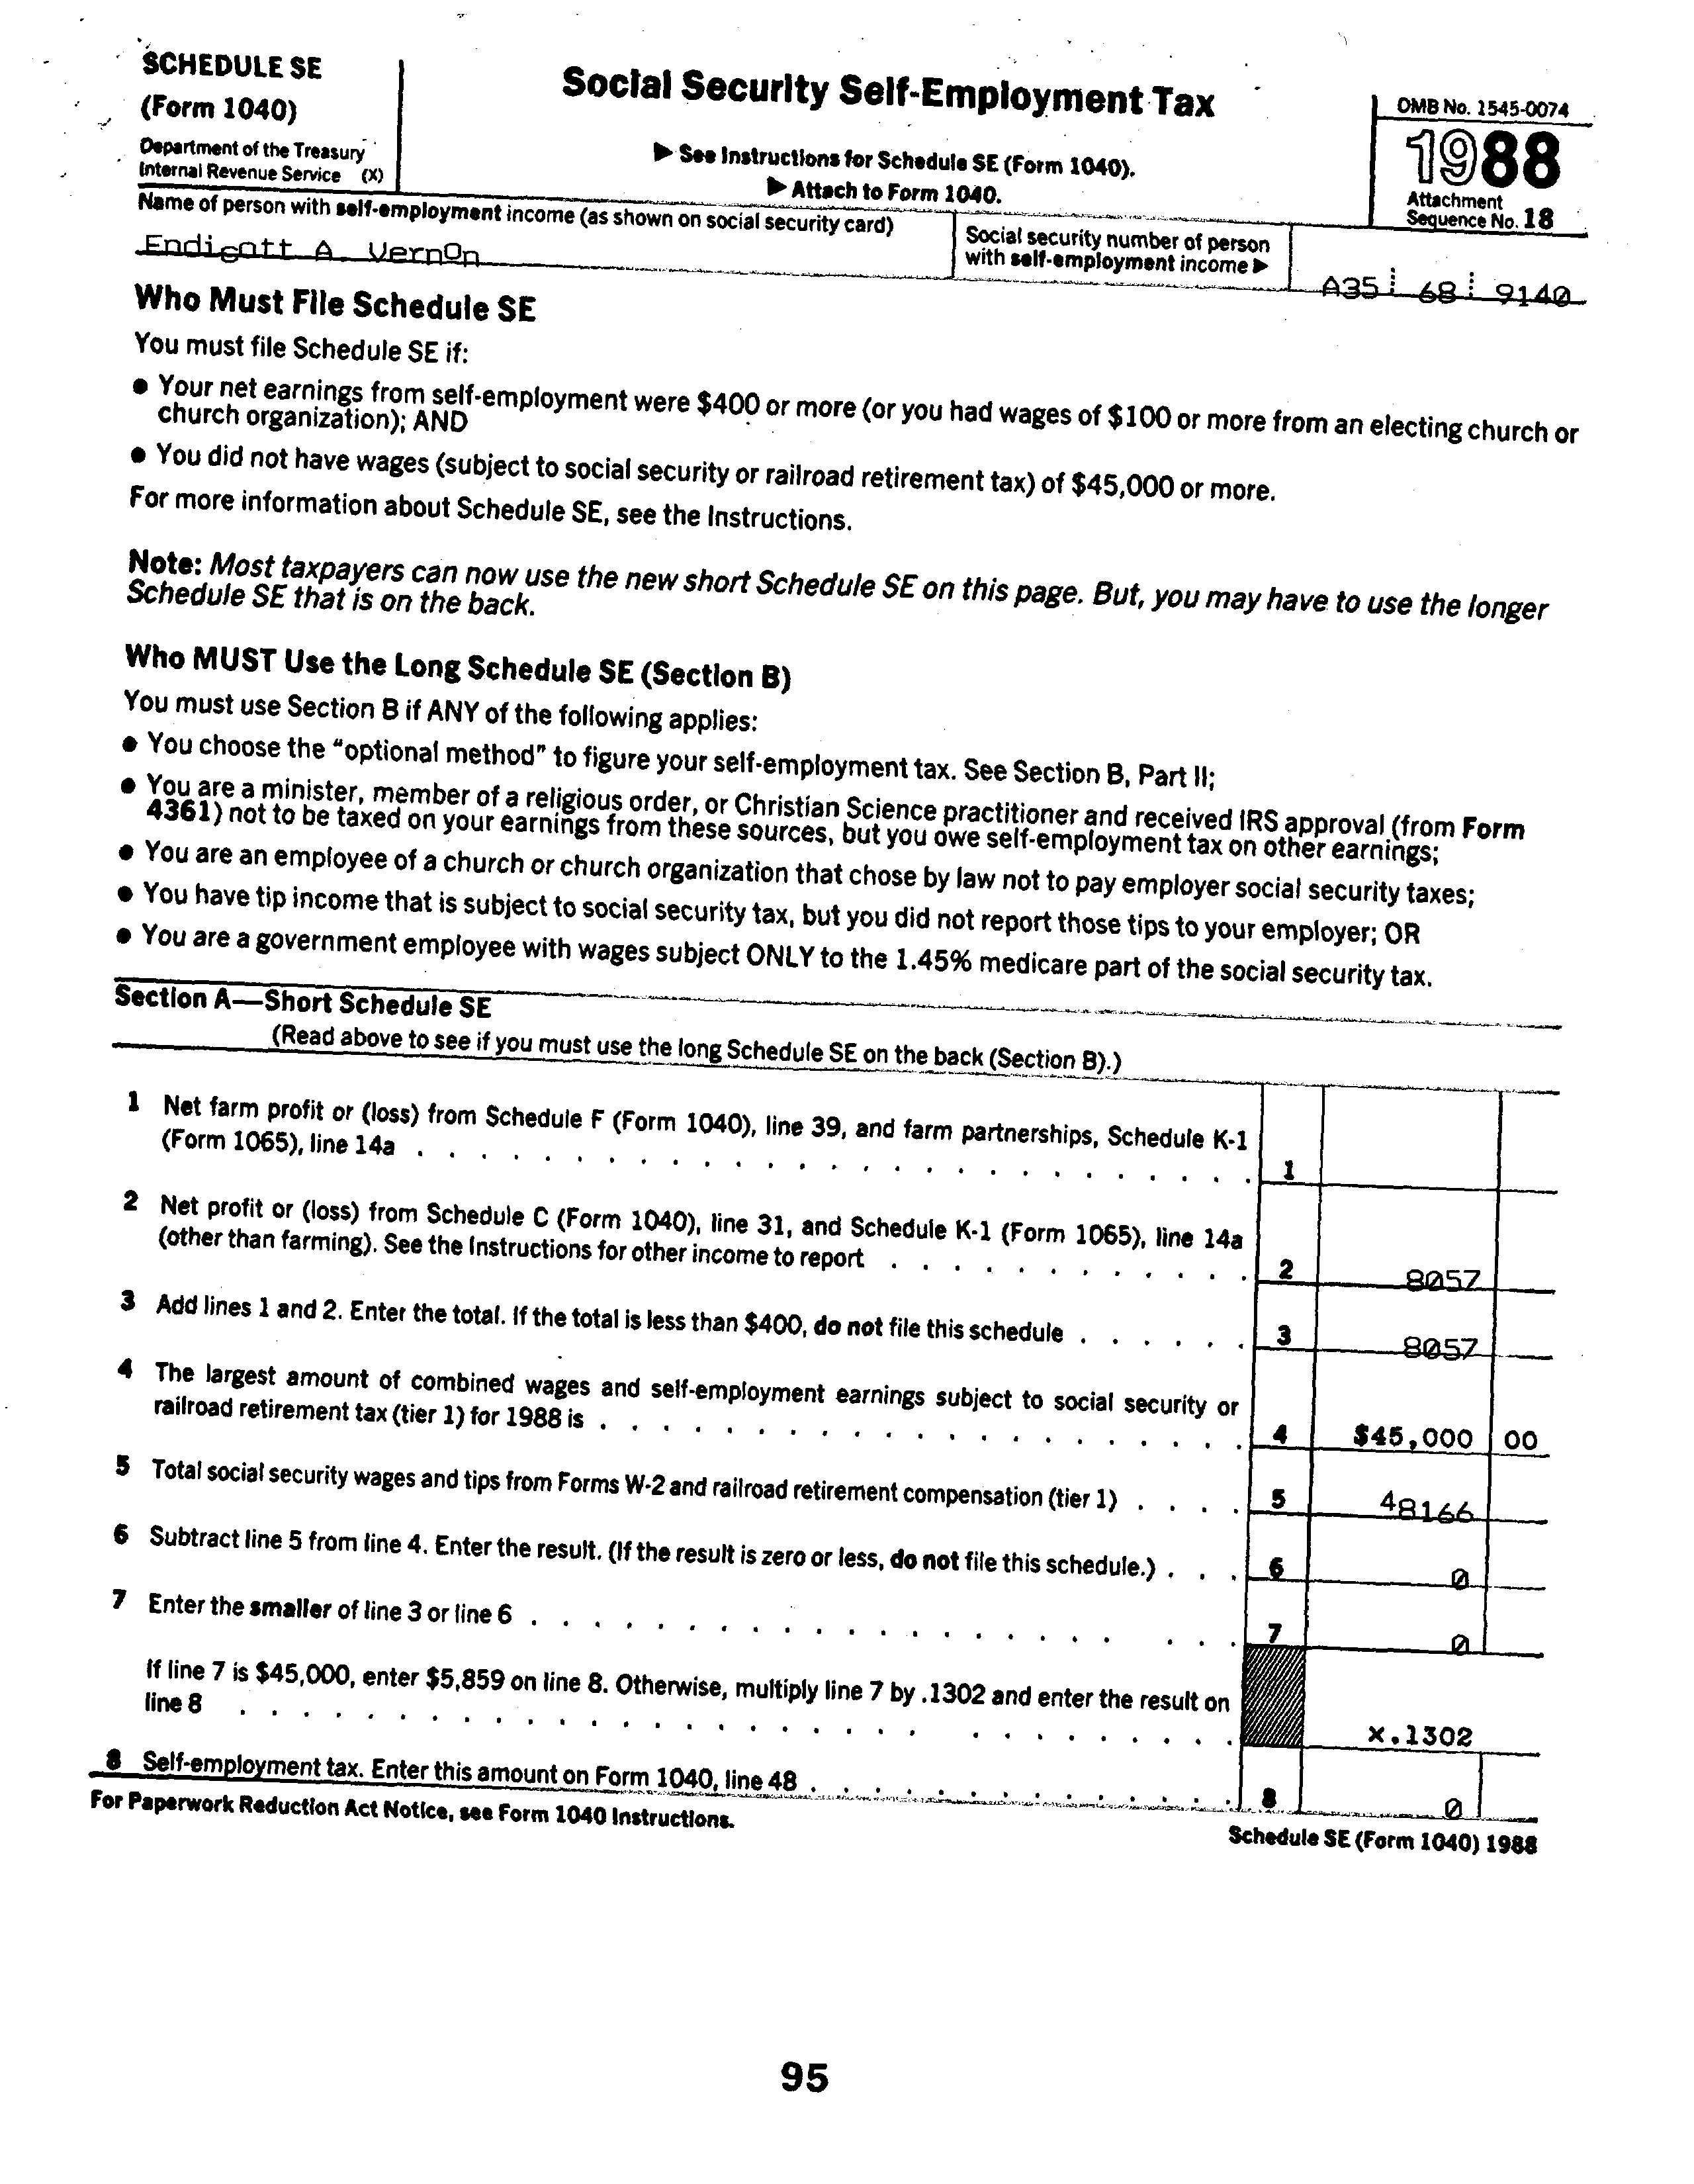 SCHEDULE SE
(Form 1040)
Department of the Treasury
Internal Revenue Service (X)
Social Security Self-Employment Tax
▶ See Instructions for Schedule SE (Form 1040).
▶ Attach to Form 1040.
OMB No. 1545-0074
1988
Attachment
Sequence No. 18
Name of person with self-employment income (as shown on social security card)
Endicott A. Vernon
Social security number of person
with self-employment income ▶
A35 68 9140
Who Must File Schedule SE
You must file Schedule SE if:
● Your net earnings from self-employment were $400 or more (or you had wages of $100 or more from an electing church or
church organization); AND
● You did not have wages (subject to social security or railroad retirement tax) of $45,000 or more.
For more information about Schedule SE, see the Instructions.
Note: Most taxpayers can now use the new short Schedule SE on this page. But, you may have to use the longer
Schedule SE that is on the back.
Who MUST Use the Long Schedule SE (Section B)
You must use Section B if ANY of the following applies:
● You choose the "optional method" to figure your self-employment tax. See Section B, Part II;
● You are a minister, member of a religious order, or Christian Science practitioner and received IRS approval (from Form
4361) not to be taxed on your earnings from these sources, but you owe self-employment tax on other earnings;
● You are an employee of a church or church organization that chose by law not to pay employer social security taxes;
● You have tip income that is subject to social security tax, but you did not report those tips to your employer; OR
● You are a government employee with wages subject ONLY to the 1.45% medicare part of the social security tax.
Section A—Short Schedule SE
(Read above to see if you must use the long Schedule SE on the back (Section B).)
1 Net farm profit or (loss) from Schedule F (Form 1040), line 39, and farm partnerships, Schedule K-1
(Form 1065), line 14a . . . . . . . . . . . . . . . . . . . . . . . . . . . 1
2 Net profit or (loss) from Schedule C (Form 1040), line 31, and Schedule K-1 (Form 1065), line 14a
(other than farming). See the Instructions for other income to report . . . . . . . . . . . . 2 8057
3 Add lines 1 and 2. Enter the total. If the total is less than $400, do not file this schedule . . . . . . 3 8057
4 The largest amount of combined wages and self-employment earnings subject to social security or
railroad retirement tax (tier 1) for 1988 is . . . . . . . . . . . . . . . . . . . . . 4 $45,000 00
5 Total social security wages and tips from Forms W-2 and railroad retirement compensation (tier 1) . . . . 5 48166
6 Subtract line 5 from line 4. Enter the result. (If the result is zero or less, do not file this schedule.) . . . 6 0
7 Enter the smaller of line 3 or line 6 . . . . . . . . . . . . . . . . . . . . . . 7 0
If line 7 is $45,000, enter $5,859 on line 8. Otherwise, multiply line 7 by .1302 and enter the result on
line 8 . . . . . . . . . . . . . . . . . . . . . . . . . . . . . . . x.1302
8 Self-employment tax. Enter this amount on Form 1040, line 48 . . . . . . . . . . . . . . 8 0
For Paperwork Reduction Act Notice, see Form 1040 Instructions.
Schedule SE (Form 1040) 1988
95